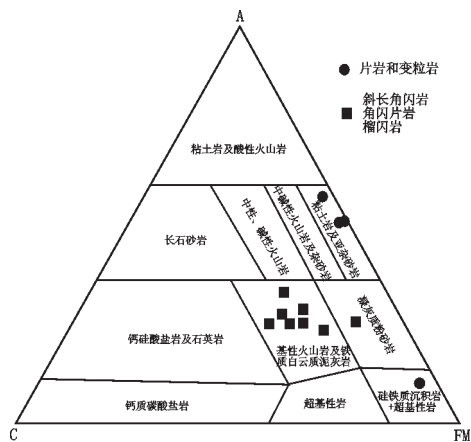 A
片岩和变粒岩
斜长角闪岩
角闪片岩
榴闪岩
粘土岩及酸性火山岩
长石砂岩
中性、碱性火山岩
中碱性火山岩及杂砂岩
粘土岩及亚杂砂岩
钙硅酸盐岩及石英岩
基性火山岩及铁
质白云质泥灰岩
凝灰质粉砂岩
钙质碳酸盐岩
超基性岩
硅铁质沉积岩
+超基性岩
C
FM